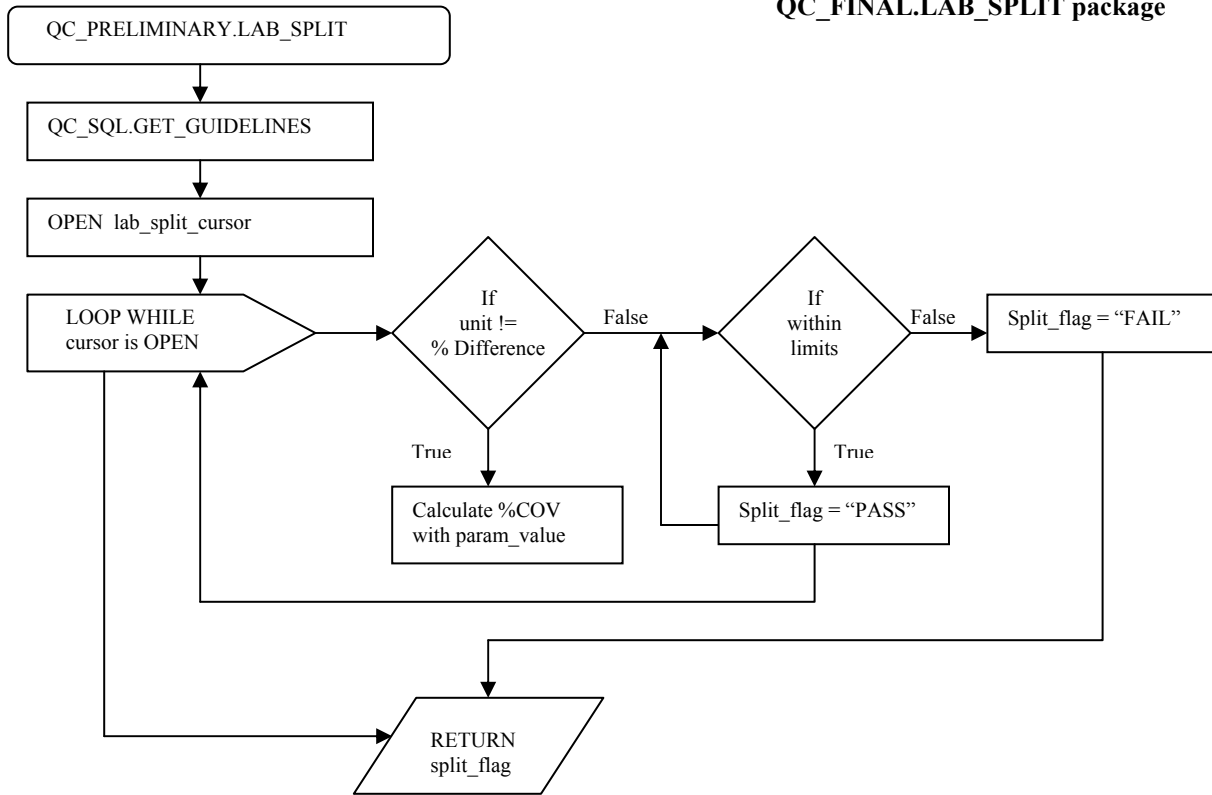 QC_FINAL.LAB_SPLIT package
QC_PRELIMINARY.LAB_SPLIT
QC_SQL.GET_GUIDELINES
OPEN lab_split_cursor
LOOP WHILE
cursor is OPEN
If
unit !=
% Difference
False
If
within
limits
False
Split_flag = “FAIL”
True
True
Calculate %COV
with param_value
Split_flag = “PASS”
RETURN
split_flag